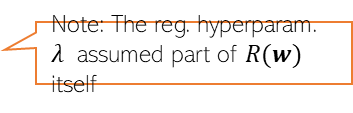 Note: The reg. hyperparam.
λ assumed part of R(w)
itself